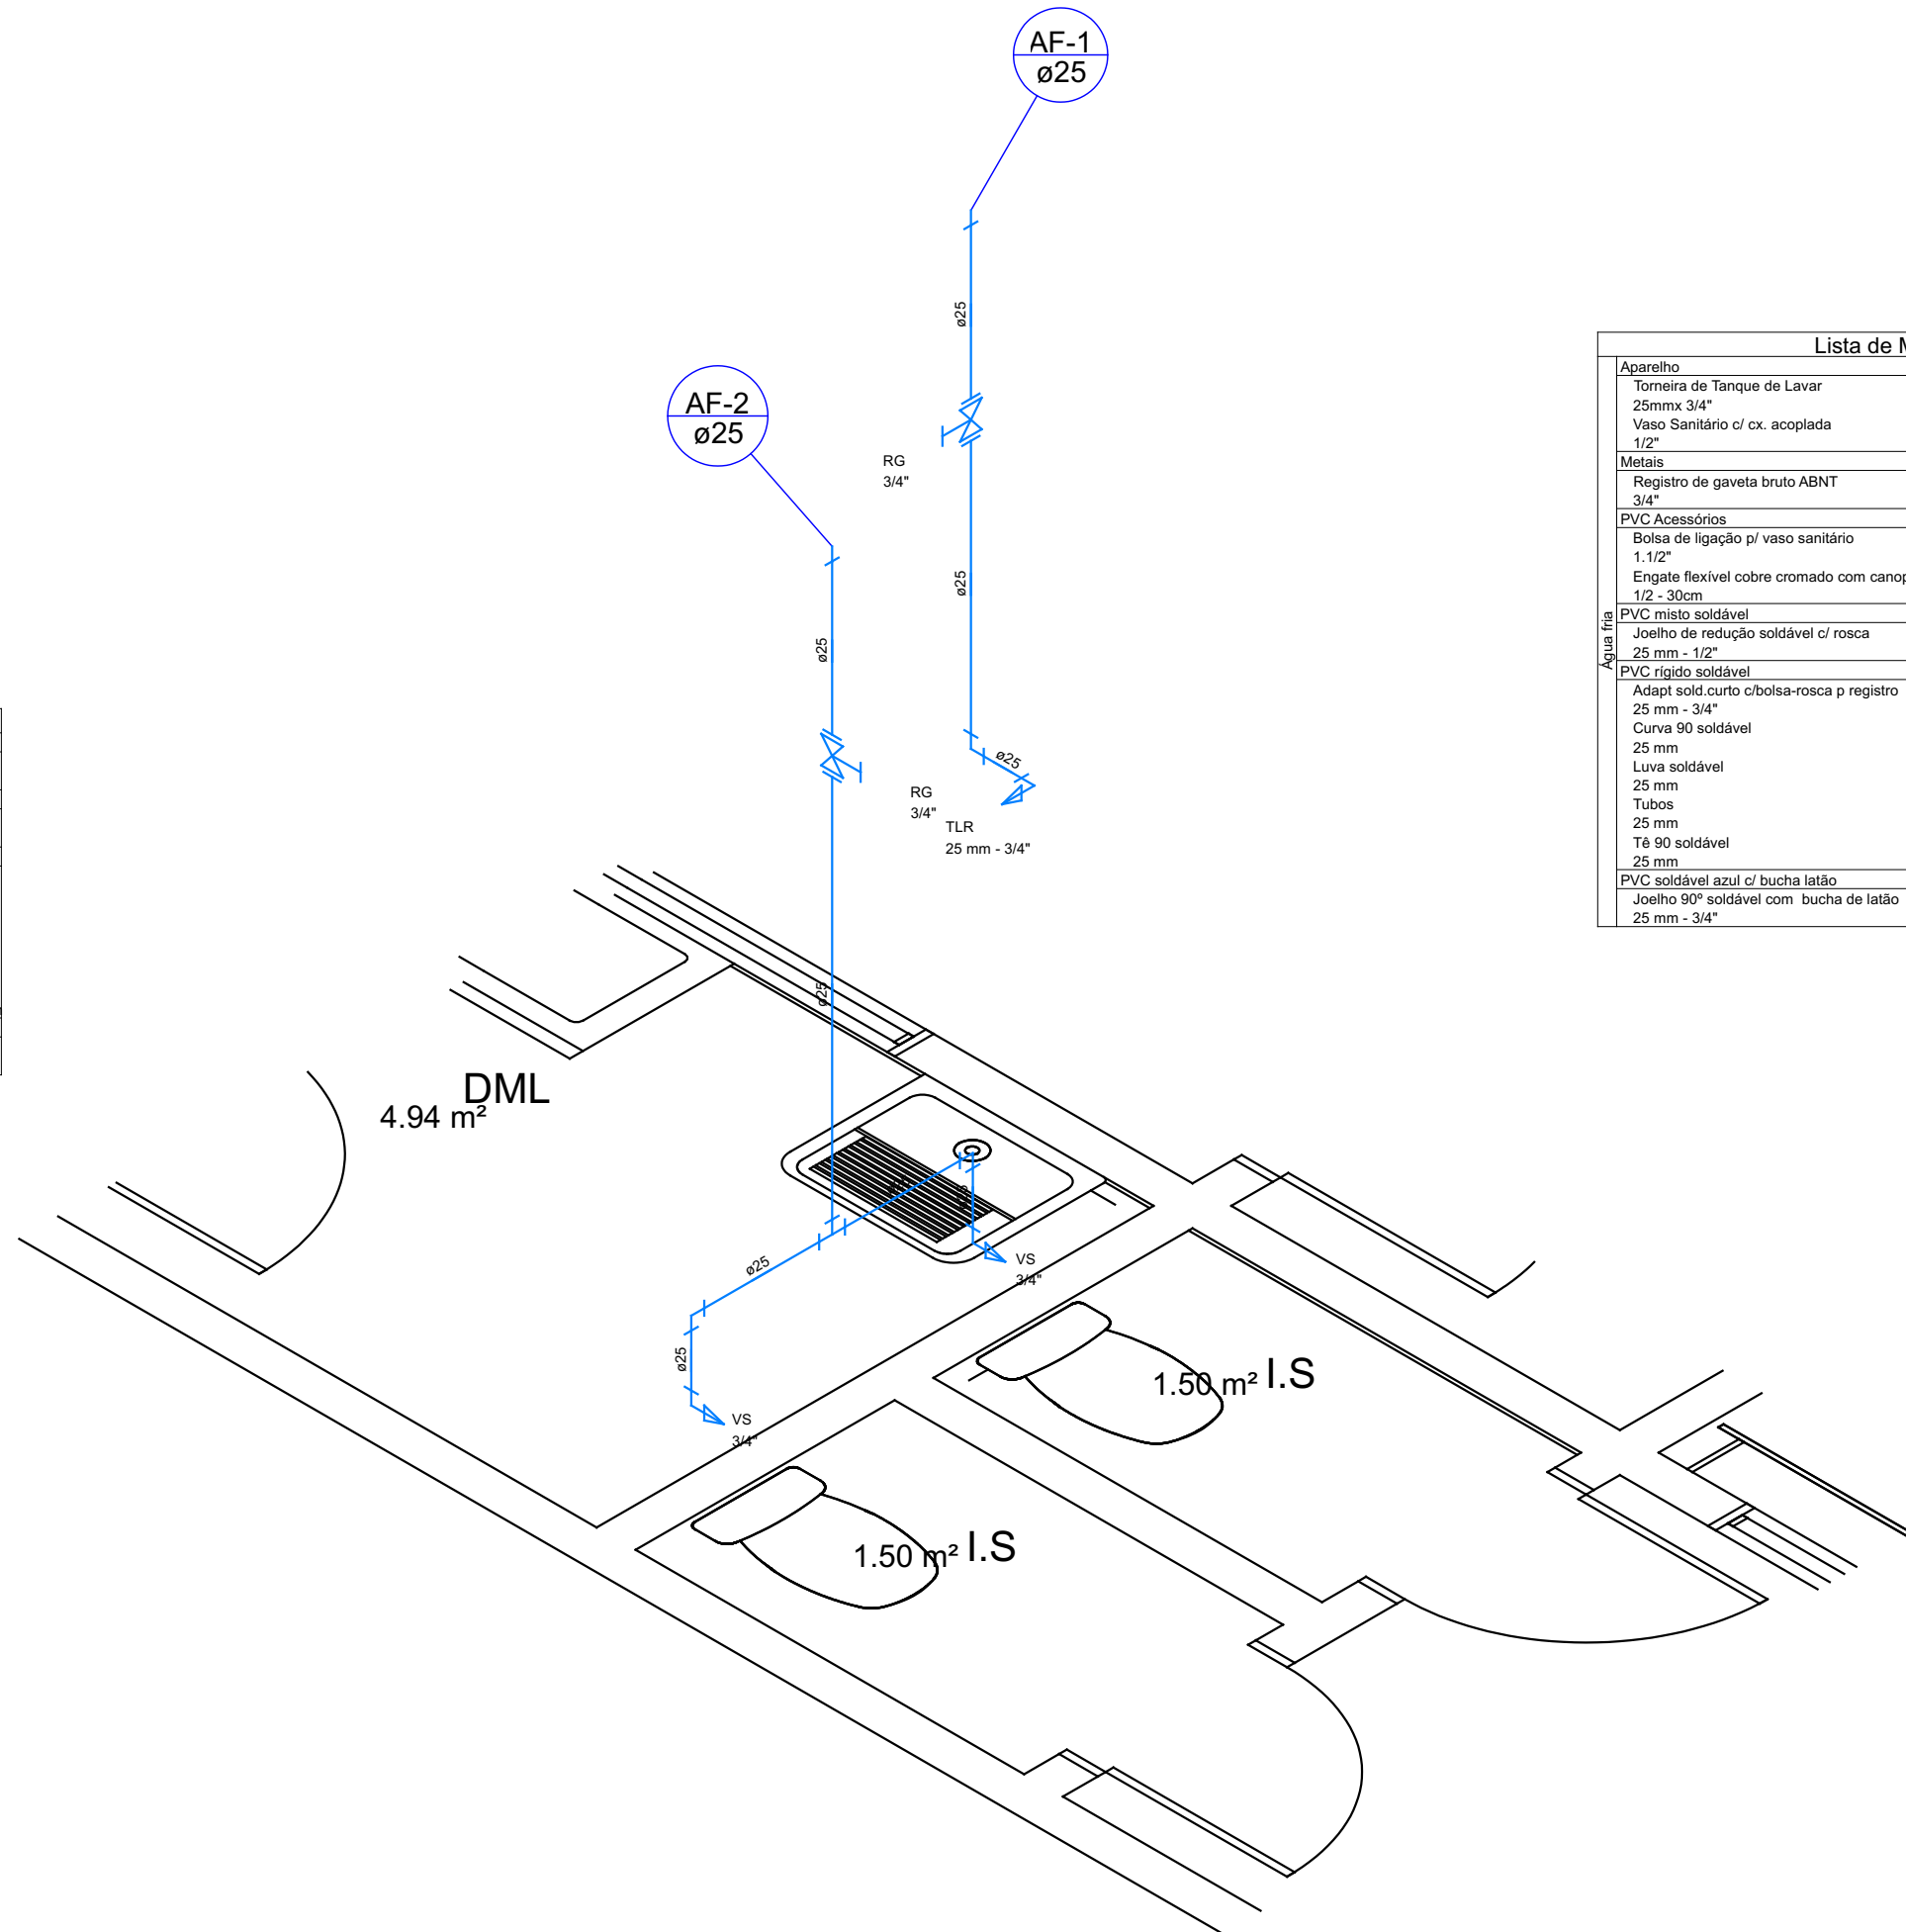 AF-1
ø25
ø25
AF-2
ø25
RG
3/4"
ø25
ø25
ø25
RG
3/4"
TLR
25 mm - 3/4"
ø25
DML
4.94 m²
ø25
VS
3/4"
ø25
VS
3/4"
1.50 m² I.S
1.50 m² I.S
Lista de M
Água fria
Aparelho
Torneira de Tanque de Lavar
25mmx 3/4"
Vaso Sanitário c/ cx. acoplada
1/2"
Metais
Registro de gaveta bruto ABNT
3/4"
PVC Acessórios
Bolsa de ligação p/ vaso sanitário
1.1/2"
Engate flexível cobre cromado com canop
1/2 - 30cm
PVC misto soldável
Joelho de redução soldável c/ rosca
25 mm - 1/2"
PVC rígido soldável
Adapt sold.curto c/bolsa-rosca p registro
25 mm - 3/4"
Curva 90 soldável
25 mm
Luva soldável
25 mm
Tubos
25 mm
Tê 90 soldável
25 mm
PVC soldável azul c/ bucha latão
Joelho 90º soldável com bucha de latão
25 mm - 3/4"